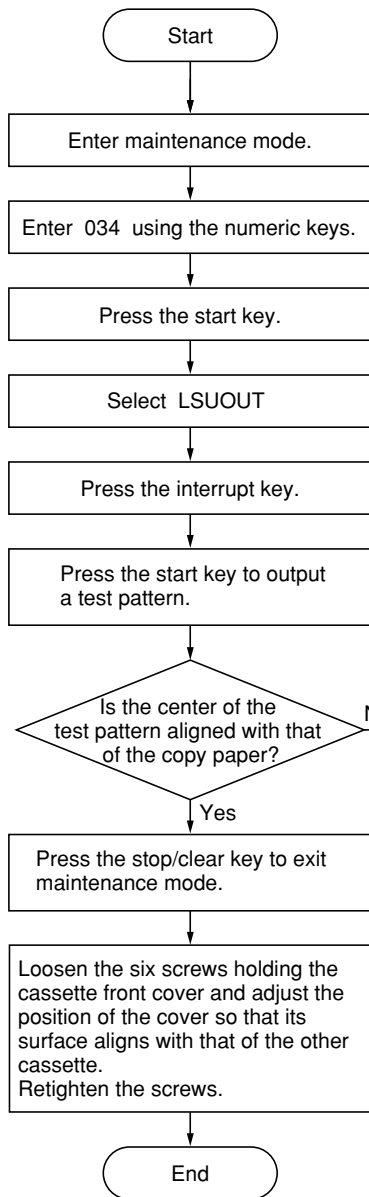 Start
Enter maintenance mode.
Enter 034 using the numeric keys.
Press the start key.
Select LSUOUT
Press the interrupt key.
Press the start key to output
a test pattern.
Is the center of the
test pattern aligned with that
of the copy paper?
Yes
Press the stop/clear key to exit
maintenance mode.
Loosen the six screws holding the
cassette front cover and adjust the
position of the cover so that its
surface aligns with that of the other
cassette.
Retighten the screws.
End